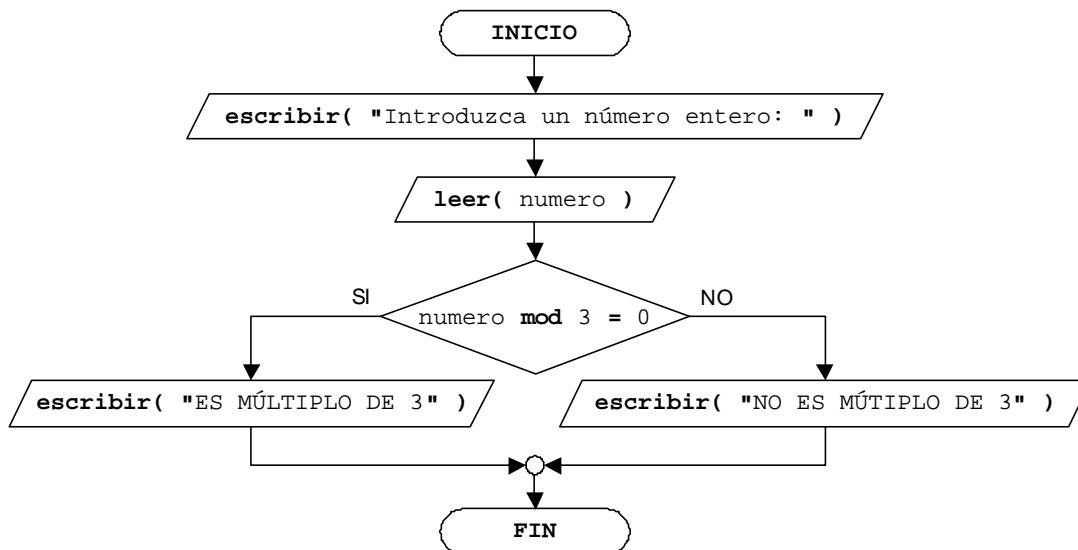 INICIO
escribir( "Introduzca un número entero: " )
leer( numero )
SI
NO
numero mod 3 = 0
escribir( "ES MÚLTIPLO DE 3" )
escribir( "NO ES MÚTIPLO DE 3" )
FIN